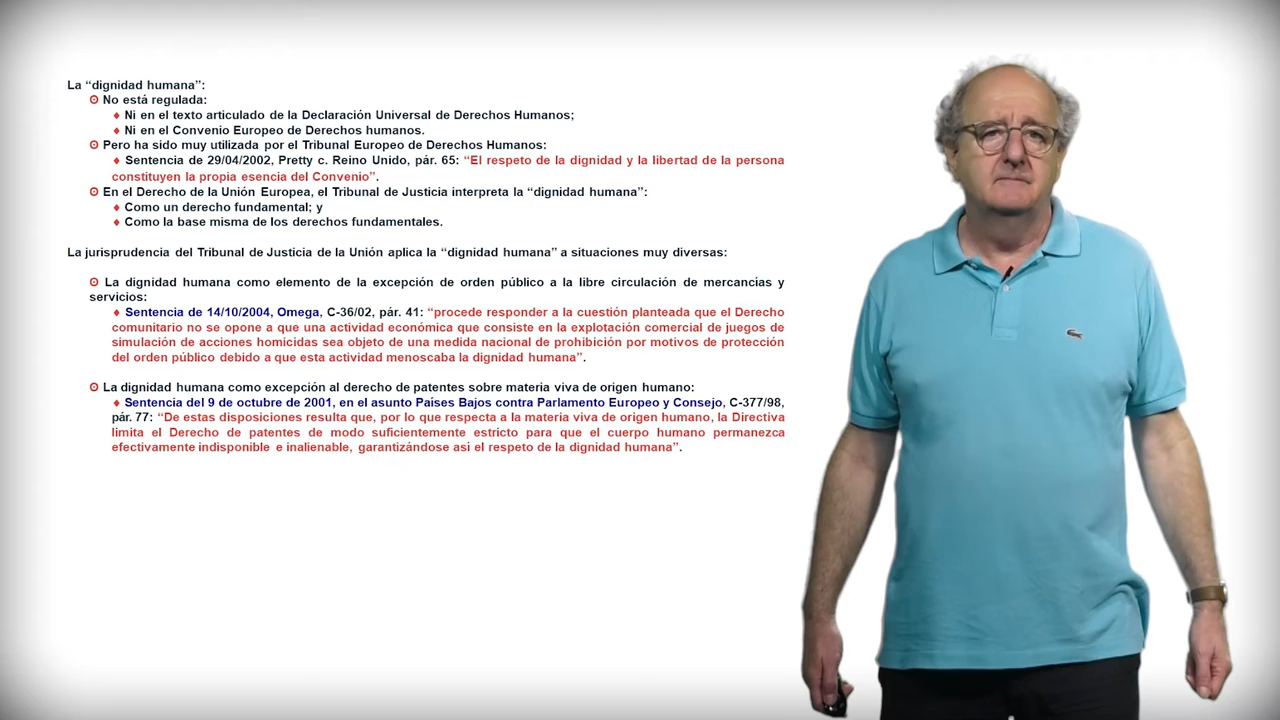 La “dignidad humana”:
ʘ No está regulada:
♦ Ni en el texto articulado de la Declaración Universal de Derechos Humanos;
♦ Ni en el Convenio Europeo de Derechos humanos.
ʘ Pero ha sido muy utilizada por el Tribunal Europeo de Derechos Humanos:
♦ Sentencia de 29/04/2002, Pretty c. Reino Unido, pár. 65: “El respeto de la dignidad y la libertad de la persona
constituyen la propia esencia del Convenio”.
ʘ En el Derecho de la Unión Europea, el Tribunal de Justicia interpreta la “dignidad humana”:
♦ Como un derecho fundamental; y
♦ Como la base misma de los derechos fundamentales.
La jurisprudencia del Tribunal de Justicia de la Unión aplica la “dignidad humana” a situaciones muy diversas:
ʘ La dignidad humana como elemento de la excepción de orden público a la libre circulación de mercancías y
servicios:
♦ Sentencia de 14/10/2004, Omega, C-36/02, pár. 41: “procede responder a la cuestión planteada que el Derecho
comunitario no se opone a que una actividad económica que consiste en la explotación comercial de juegos de
simulación de acciones homicidas sea objeto de una medida nacional de prohibición por motivos de protección
del orden público debido a que esta actividad menoscaba la dignidad humana”.
ʘ La dignidad humana como excepción al derecho de patentes sobre materia viva de origen humano:
♦ Sentencia del 9 de octubre de 2001, en el asunto Países Bajos contra Parlamento Europeo y Consejo, C-377/98,
pár. 77: “De estas disposiciones resulta que, por lo que respecta a la materia viva de origen humano, la Directiva
limita el Derecho de patentes de modo suficientemente estricto para que el cuerpo humano permanezca
efectivamente indisponible e inalienable, garantizándose así el respeto de la dignidad humana”.